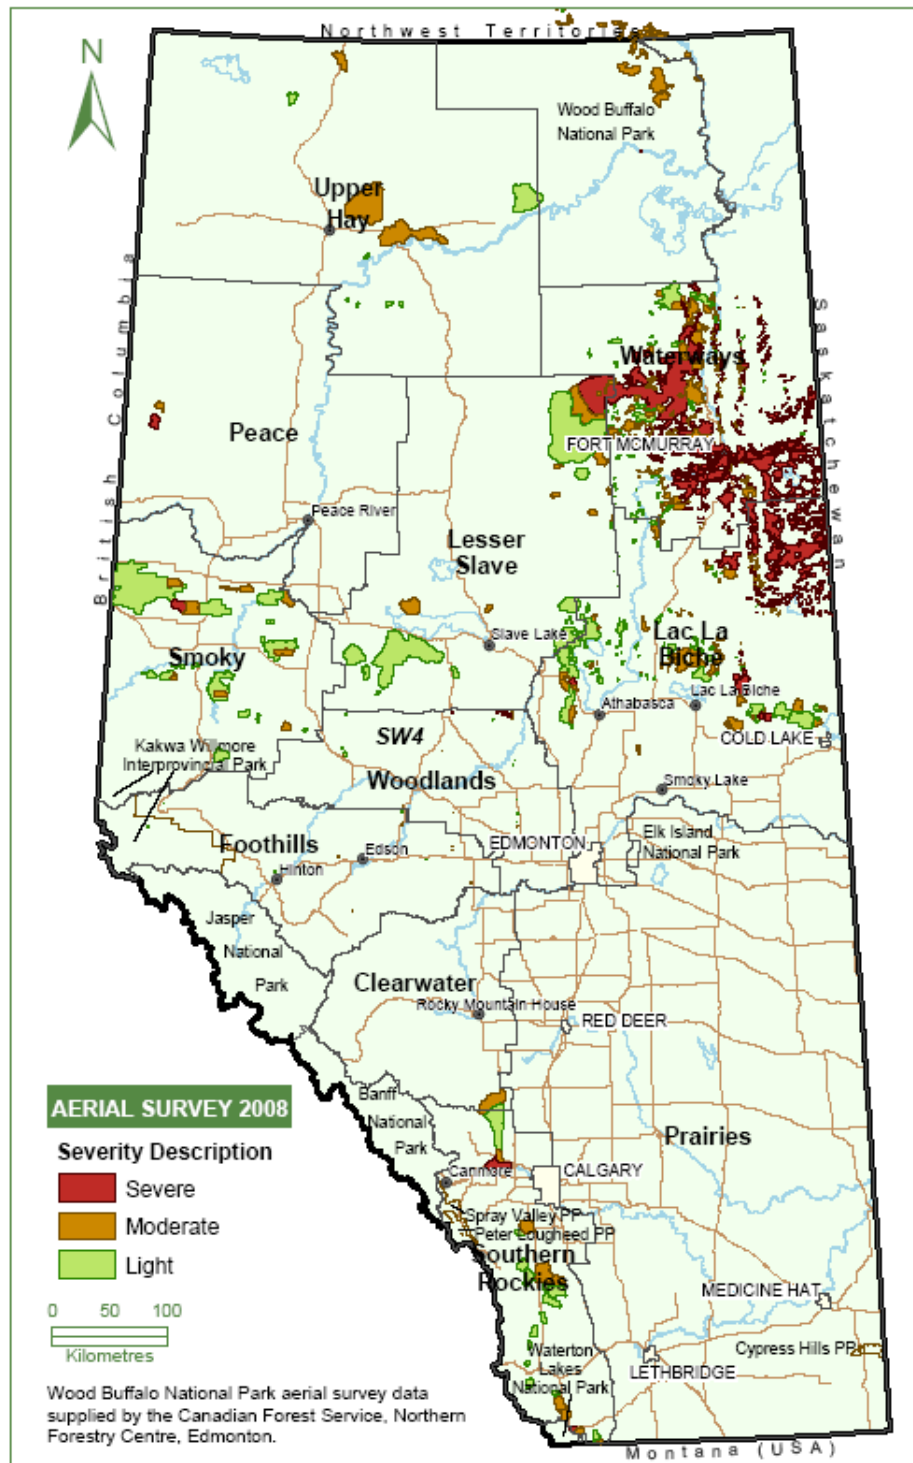 Northwest Territories
N
Wood Buffalo
National Park
Upper
Hay
British Columbia
Saskatchewan
Waterways
Peace
FORT MCMURRAY
Peace River
Lesser
Slave
Slave Lake
Lac La
Biche
Smoky
Lac La Biche
Athabasca
SW4
COLD LAKE
Kakwa Willmore
Interprovincial Park
Woodlands
Smoky Lake
Foothills
EDMONTON
Elk Island
National Park
Edson
Hinton
Jasper
National
Park
Clearwater
Rocky Mountain House
RED DEER
Banff
National
Park
AERIAL SURVEY 2008
Severity Description
Severe
Moderate
Light
0 50 100
Kilometres
Prairies
Canmore
CALGARY
Spray Valley PP
Peter Lougheed PP
Southern
Rockies
MEDICINE HAT
Cypress Hills PP
Waterton
Lakes
National Park
LETHBRIDGE
Wood Buffalo National Park aerial survey data
supplied by the Canadian Forest Service, Northern
Forestry Centre, Edmonton.
Montana (USA)